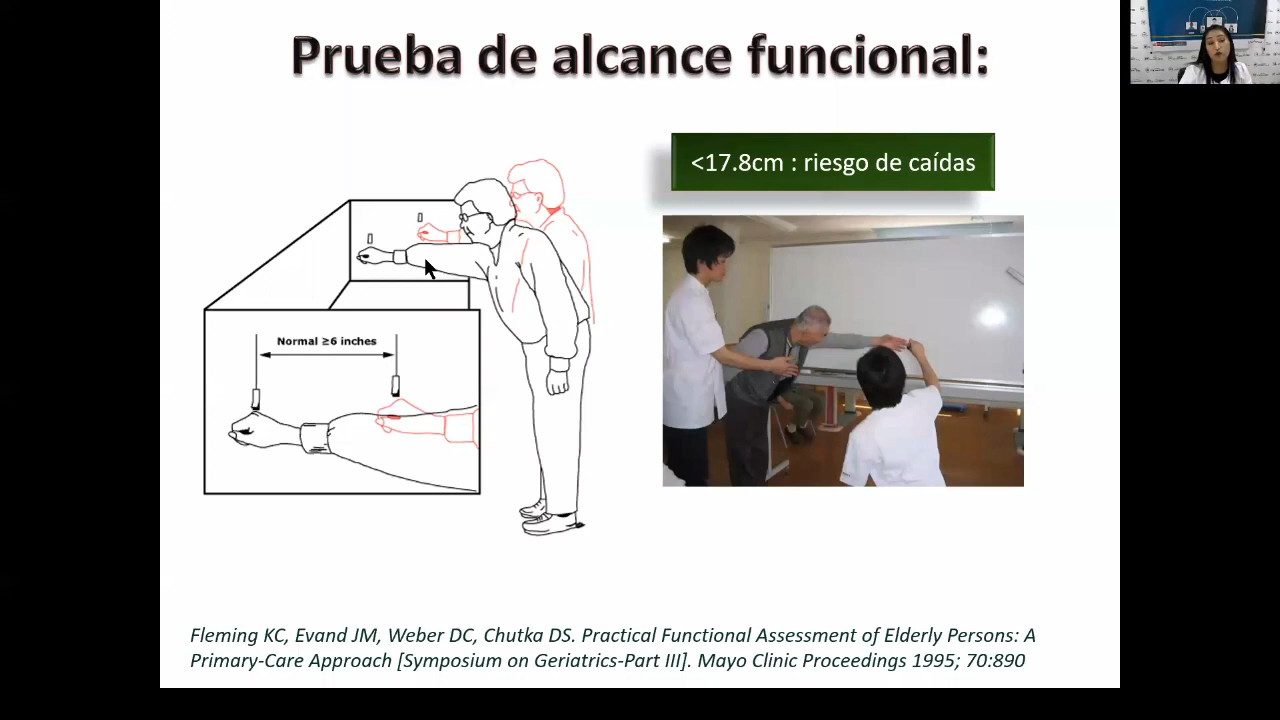 Prueba de alcance funcional:
<17.8cm : riesgo de caídas
Normal ≥6 inches
Fleming KC, Evand JM, Weber DC, Chutka DS. Practical Functional Assessment of Elderly Persons: A
Primary-Care Approach [Symposium on Geriatrics-Part III]. Mayo Clinic Proceedings 1995; 70:890